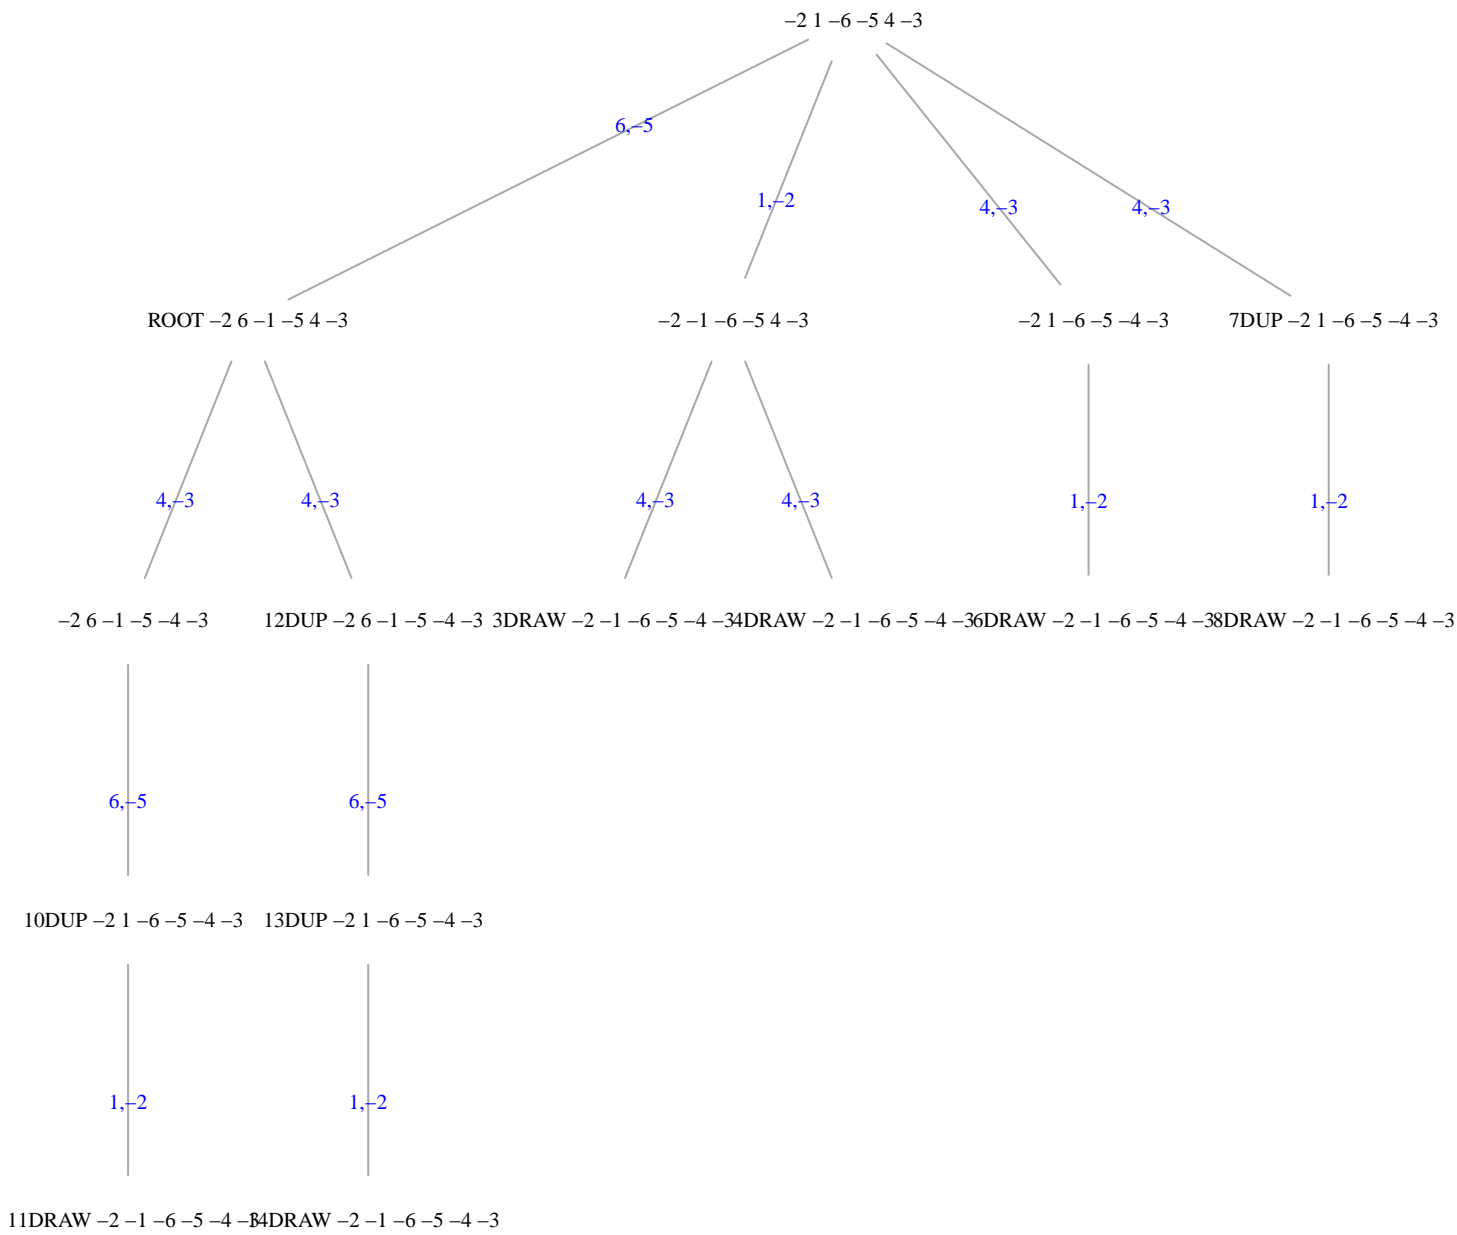 –2 1 –6 –5 4 –3
6,–5
1,–2
4,–3
4,–3
ROOT –2 6 –1 –5 4 –3
–2 –1 –6 –5 4 –3
–2 1 –6 –5 –4 –3
7DUP –2 1 –6 –5 –4 –3
4,–3
4,–3
4,–3
4,–3
1,–2
1,–2
–2 6 –1 –5 –4 –3
12DUP –2 6 –1 –5 –4 –3
3DRAW –2 –1 –6 –5 –4 –3
4DRAW –2 –1 –6 –5 –4 –3
6DRAW –2 –1 –6 –5 –4 –3
8DRAW –2 –1 –6 –5 –4 –3
6,–5
6,–5
10DUP –2 1 –6 –5 –4 –3
13DUP –2 1 –6 –5 –4 –3
1,–2
1,–2
11DRAW –2 –1 –6 –5 –4 –3
14DRAW –2 –1 –6 –5 –4 –3